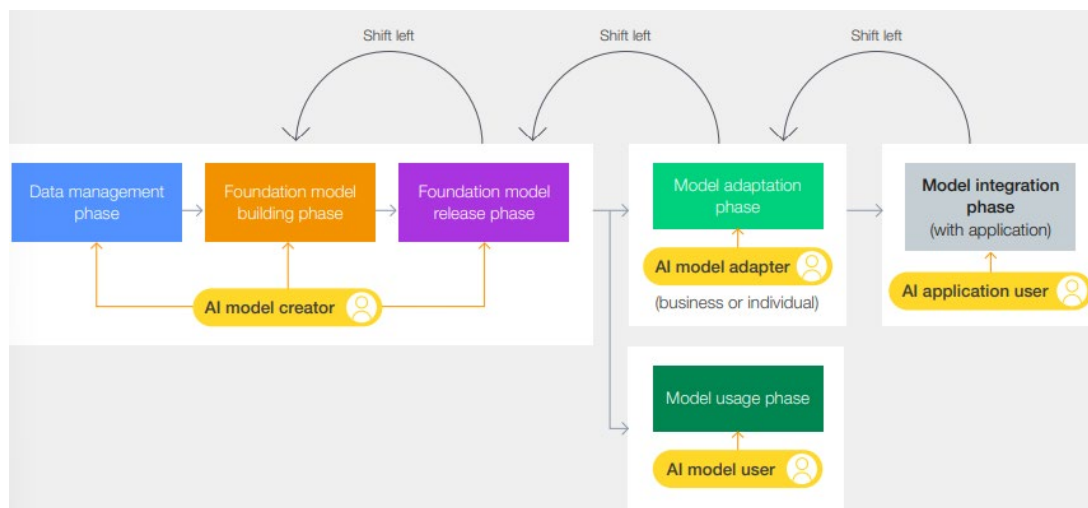 Shift left
Shift left
Shift left
Data management
phase
Foundation model
building phase
Foundation model
release phase
Model adaptation
phase
Model integration
phase
(with application)
AI model creator
AI model adapter
(business or individual)
AI application user
Model usage phase
AI model user